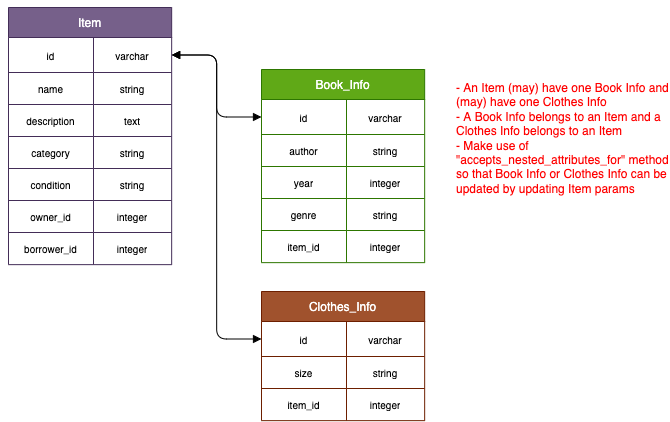 Item
id varchar
name string
description text
category string
condition string
owner_id integer
borrower_id integer
Book_Info
id varchar
author string
year integer
genre string
item_id integer
Clothes_Info
id varchar
size string
item_id integer
- An Item (may) have one Book Info and
(may) have one Clothes Info
- A Book Info belongs to an Item and a
Clothes Info belongs to an Item
- Make use of
"accepts_nested_attributes_for" method
so that Book Info or Clothes Info can be
updated by updating Item params